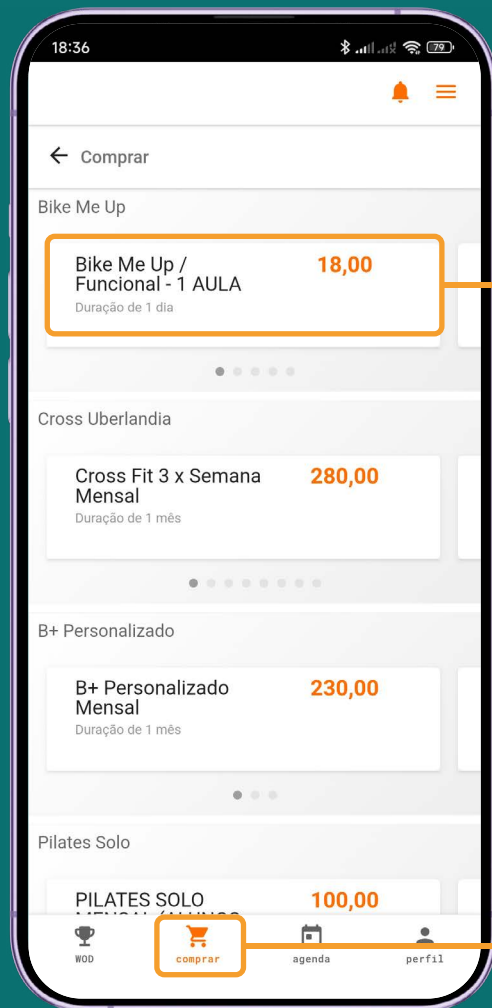 18:36
79
Comprar
Bike Me Up
Bike Me Up /
Funcional - 1 AULA
18,00
Duração de 1 dia
Cross Uberlandia
Cross Fit 3 x Semana
Mensal
280,00
Duração de 1 mês
B+ Personalizado
B+ Personalizado
Mensal
230,00
Duração de 1 mês
Pilates Solo
PILATES SOLO
100,00
WOD
comprar
agenda
perfil